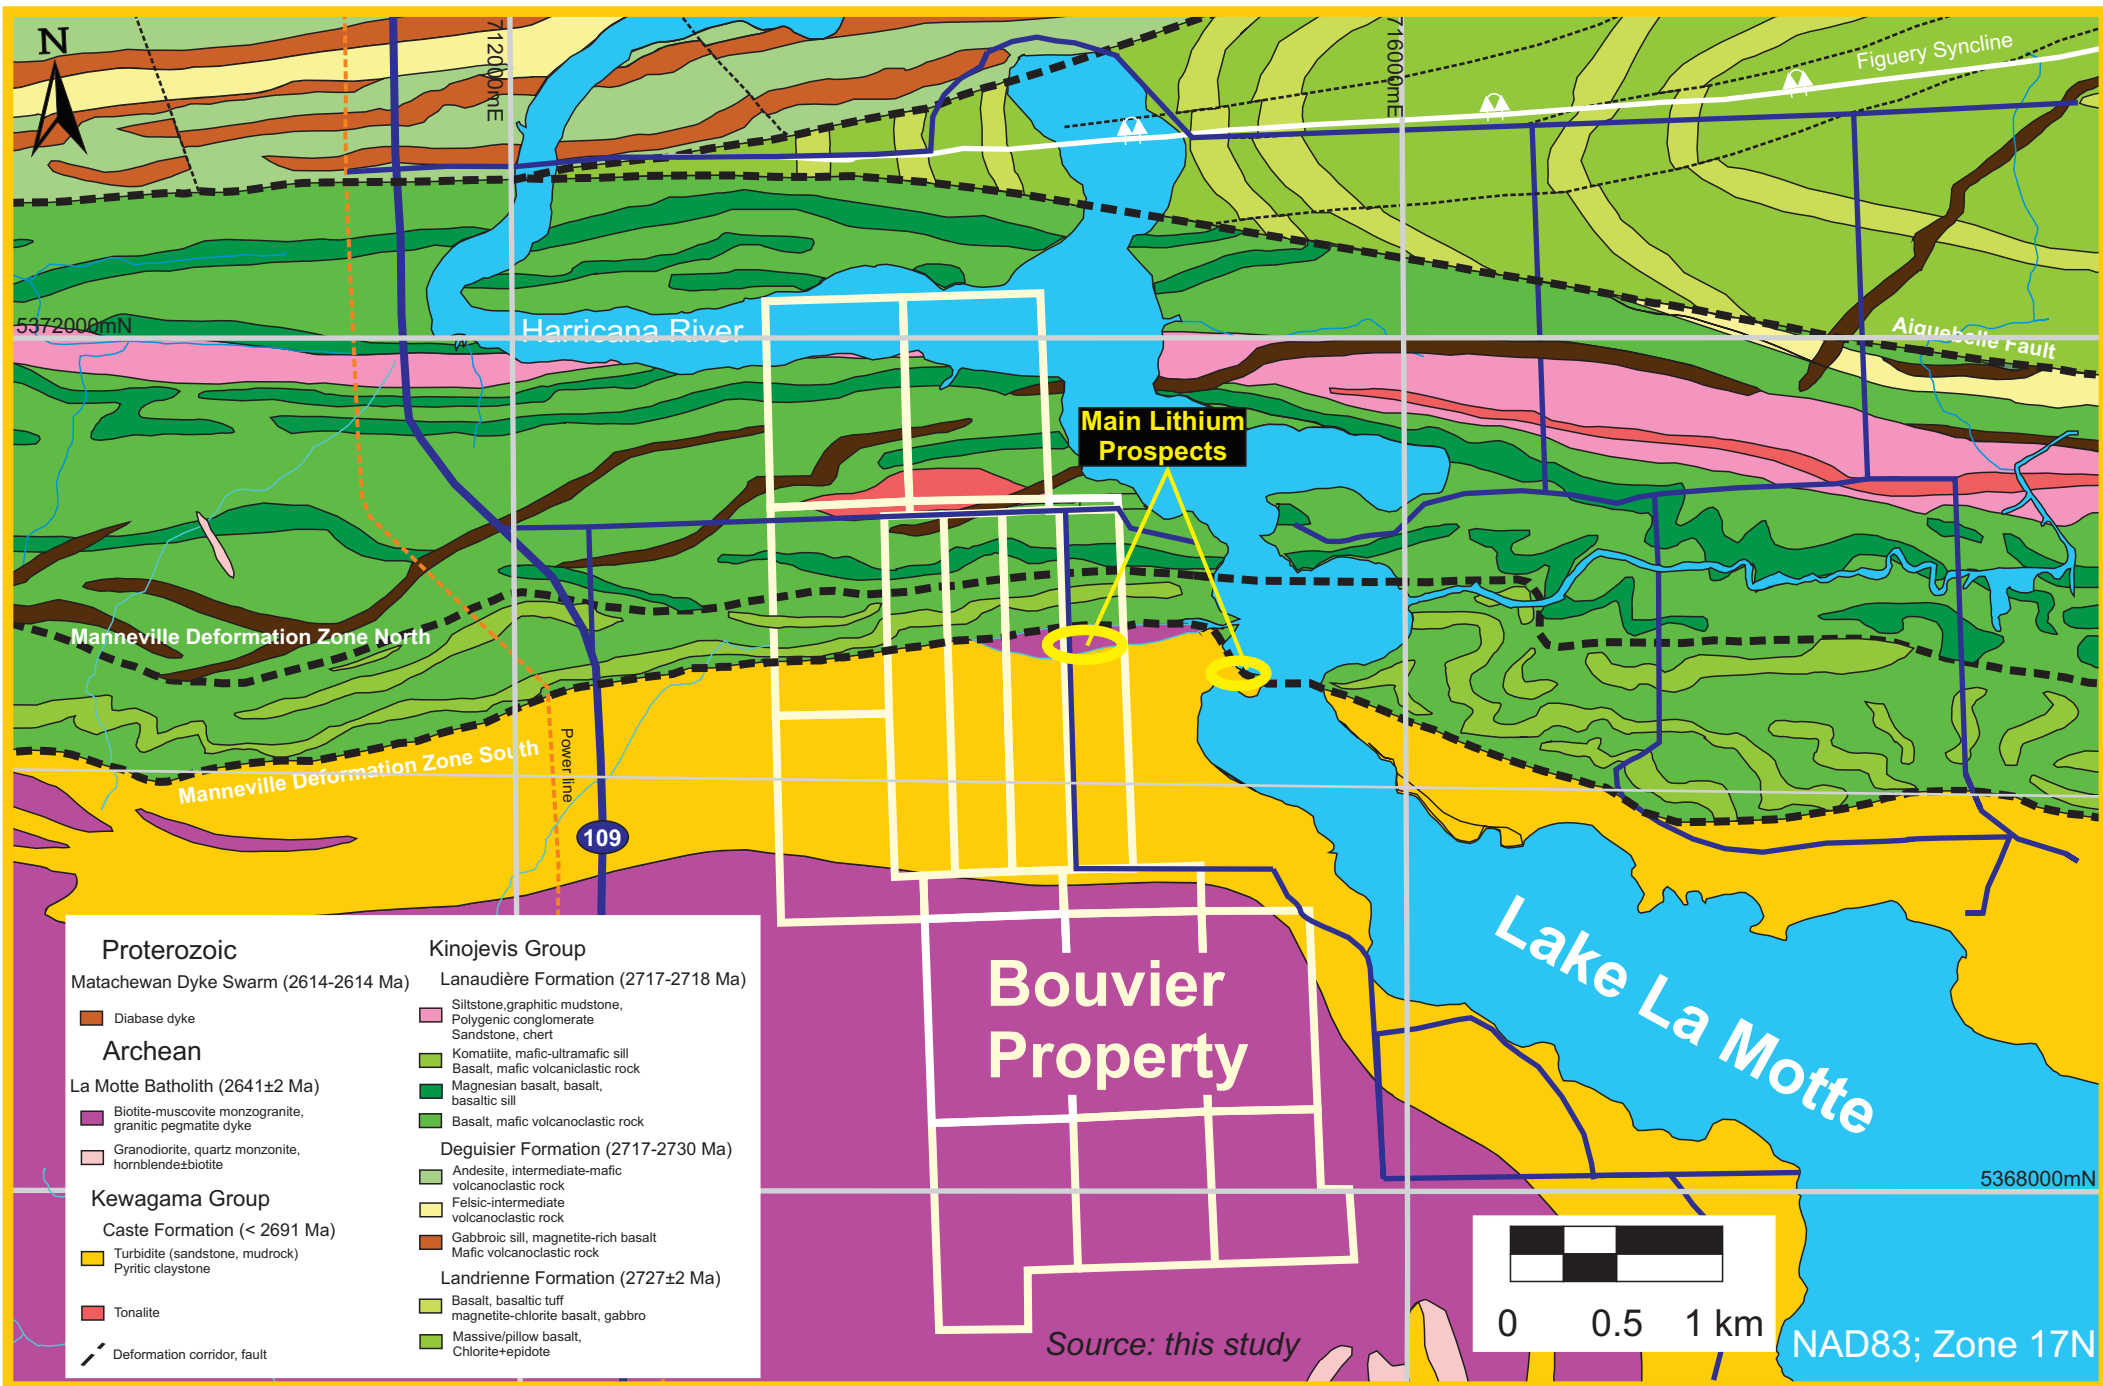 N
712000mE
716000mE
Figuery Syncline
5372000mN
Harricana River
Aiguebelle Fault
Main Lithium
Prospects
Manneville Deformation Zone North
Manneville Deformation Zone South
Power line
109
Bouvier
Property
Lake La Motte
Proterozoic
Matachewan Dyke Swarm (2614-2614 Ma)
Diabase dyke
Archean
La Motte Batholith (2641±2 Ma)
Biotite-muscovite monzogranite,
granitic pegmatite dyke
Granodiorite, quartz monzonite,
hornblende±biotite
Kewagama Group
Caste Formation (< 2691 Ma)
Turbidite (sandstone, mudrock)
Pyritic claystone
Tonalite
Deformation corridor, fault
Kinojevis Group
Lanaudière Formation (2717-2718 Ma)
Siltstone,graphitic mudstone,
Polygenic conglomerate
Sandstone, chert
Komatiite, mafic-ultramafic sill
Basalt, mafic volcaniclastic rock
Magnesian basalt, basalt,
basaltic sill
Basalt, mafic volcanoclastic rock
Deguisier Formation (2717-2730 Ma)
Andesite, intermediate-mafic
volcanoclastic rock
Felsic-intermediate
volcanoclastic rock
Gabbroic sill, magnetite-rich basalt
Mafic volcanoclastic rock
Landrienne Formation (2727±2 Ma)
Basalt, basaltic tuff
magnetite-chlorite basalt, gabbro
Massive/pillow basalt,
Chlorite+epidote
5368000mN
0 0.5 1 km
Source: this study
NAD83; Zone 17N